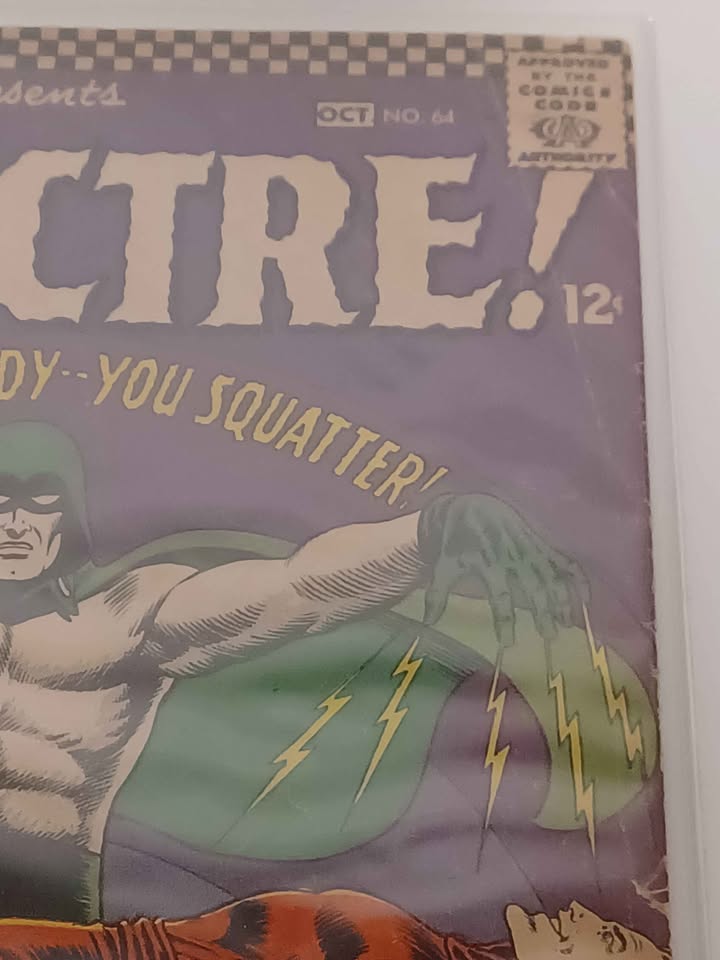 sents
OCT. NO. 64
APPROVED
BY THE
COMICS
CODE
AUTHORITY
CTRE!
12¢
DY--YOU SQUATTER!